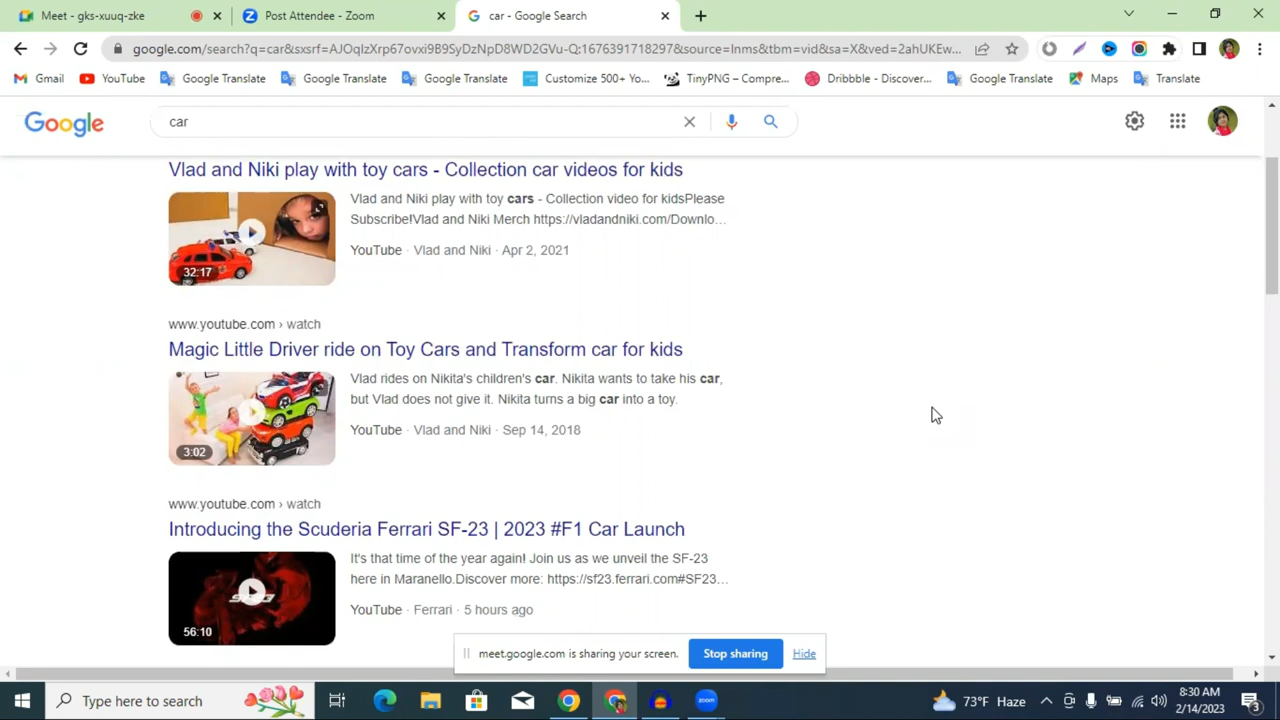 Meet - gks-xuuq-zke
Post Attendee - Zoom
car - Google Search
google.com/search?q=car&sxsrf=AJOqlzXrp67ovxi9B9SyDzNpD8WD2GVu-Q:1676391718297&source=lnms&tbm=vid&sa=X&ved=2ahUKEw...
Gmail
YouTube
Google Translate
Google Translate
Google Translate
Customize 500+ Yo...
TinyPNG – Compre...
Dribbble - Discover...
Google Translate
Maps
Translate
Google
car
Vlad and Niki play with toy cars - Collection car videos for kids
Vlad and Niki play with toy cars - Collection video for kidsPlease
Subscribe!Vlad and Niki Merch https://vladandniki.com/Downlo...
32:17
YouTube · Vlad and Niki · Apr 2, 2021
www.youtube.com › watch
Magic Little Driver ride on Toy Cars and Transform car for kids
Vlad rides on Nikita's children's car. Nikita wants to take his car,
but Vlad does not give it. Nikita turns a big car into a toy.
3:02
YouTube · Vlad and Niki · Sep 14, 2018
www.youtube.com › watch
Introducing the Scuderia Ferrari SF-23 | 2023 #F1 Car Launch
It's that time of the year again! Join us as we unveil the SF-23
here in Maranello.Discover more: https://sf23.ferrari.com#SF23...
56:10
YouTube · Ferrari · 5 hours ago
meet.google.com is sharing your screen.
Stop sharing
Hide
Type here to search
zoom
73°F Haze
8:30 AM
2/14/2023
3